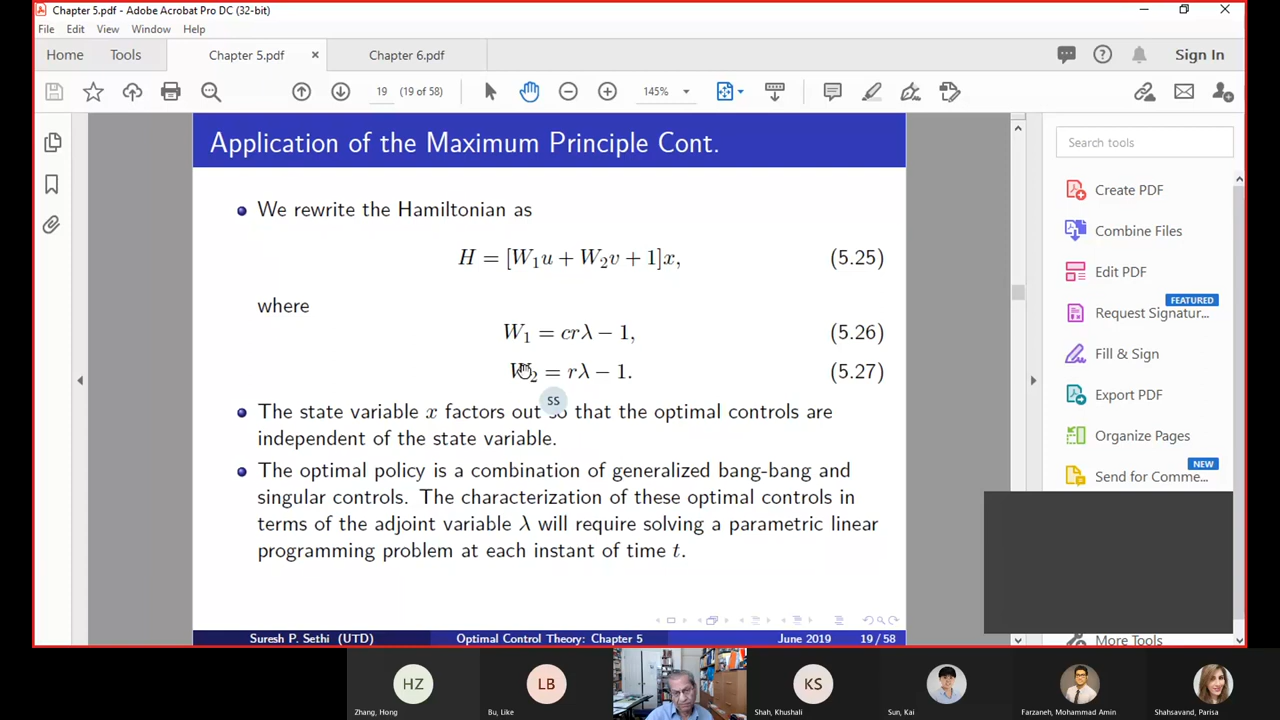 Chapter 5.pdf - Adobe Acrobat Pro DC (32-bit)
File Edit View Window Help
Home Tools Chapter 5.pdf × Chapter 6.pdf Sign In
19 (19 of 58) 145%
Application of the Maximum Principle Cont.
We rewrite the Hamiltonian as
H = [W₁u + W₂v + 1]x, (5.25)
where
W₁ = crλ − 1, (5.26)
W₂ = rλ − 1. (5.27)
SS
The state variable x factors out so that the optimal controls are
independent of the state variable.
The optimal policy is a combination of generalized bang-bang and
singular controls. The characterization of these optimal controls in
terms of the adjoint variable λ will require solving a parametric linear
programming problem at each instant of time t.
Suresh P. Sethi (UTD) Optimal Control Theory: Chapter 5 June 2019 19 / 58
Search tools
Create PDF
Combine Files
Edit PDF
FEATURED
Request Signatur...
Fill & Sign
Export PDF
Organize Pages
NEW
Send for Comme...
More Tools
HZ
Zhang, Hong
LB
Bu, Like
KS
Shah, Khushali
Sun, Kai
Farzaneh, Mohammad Amin
Shahsavand, Parisa